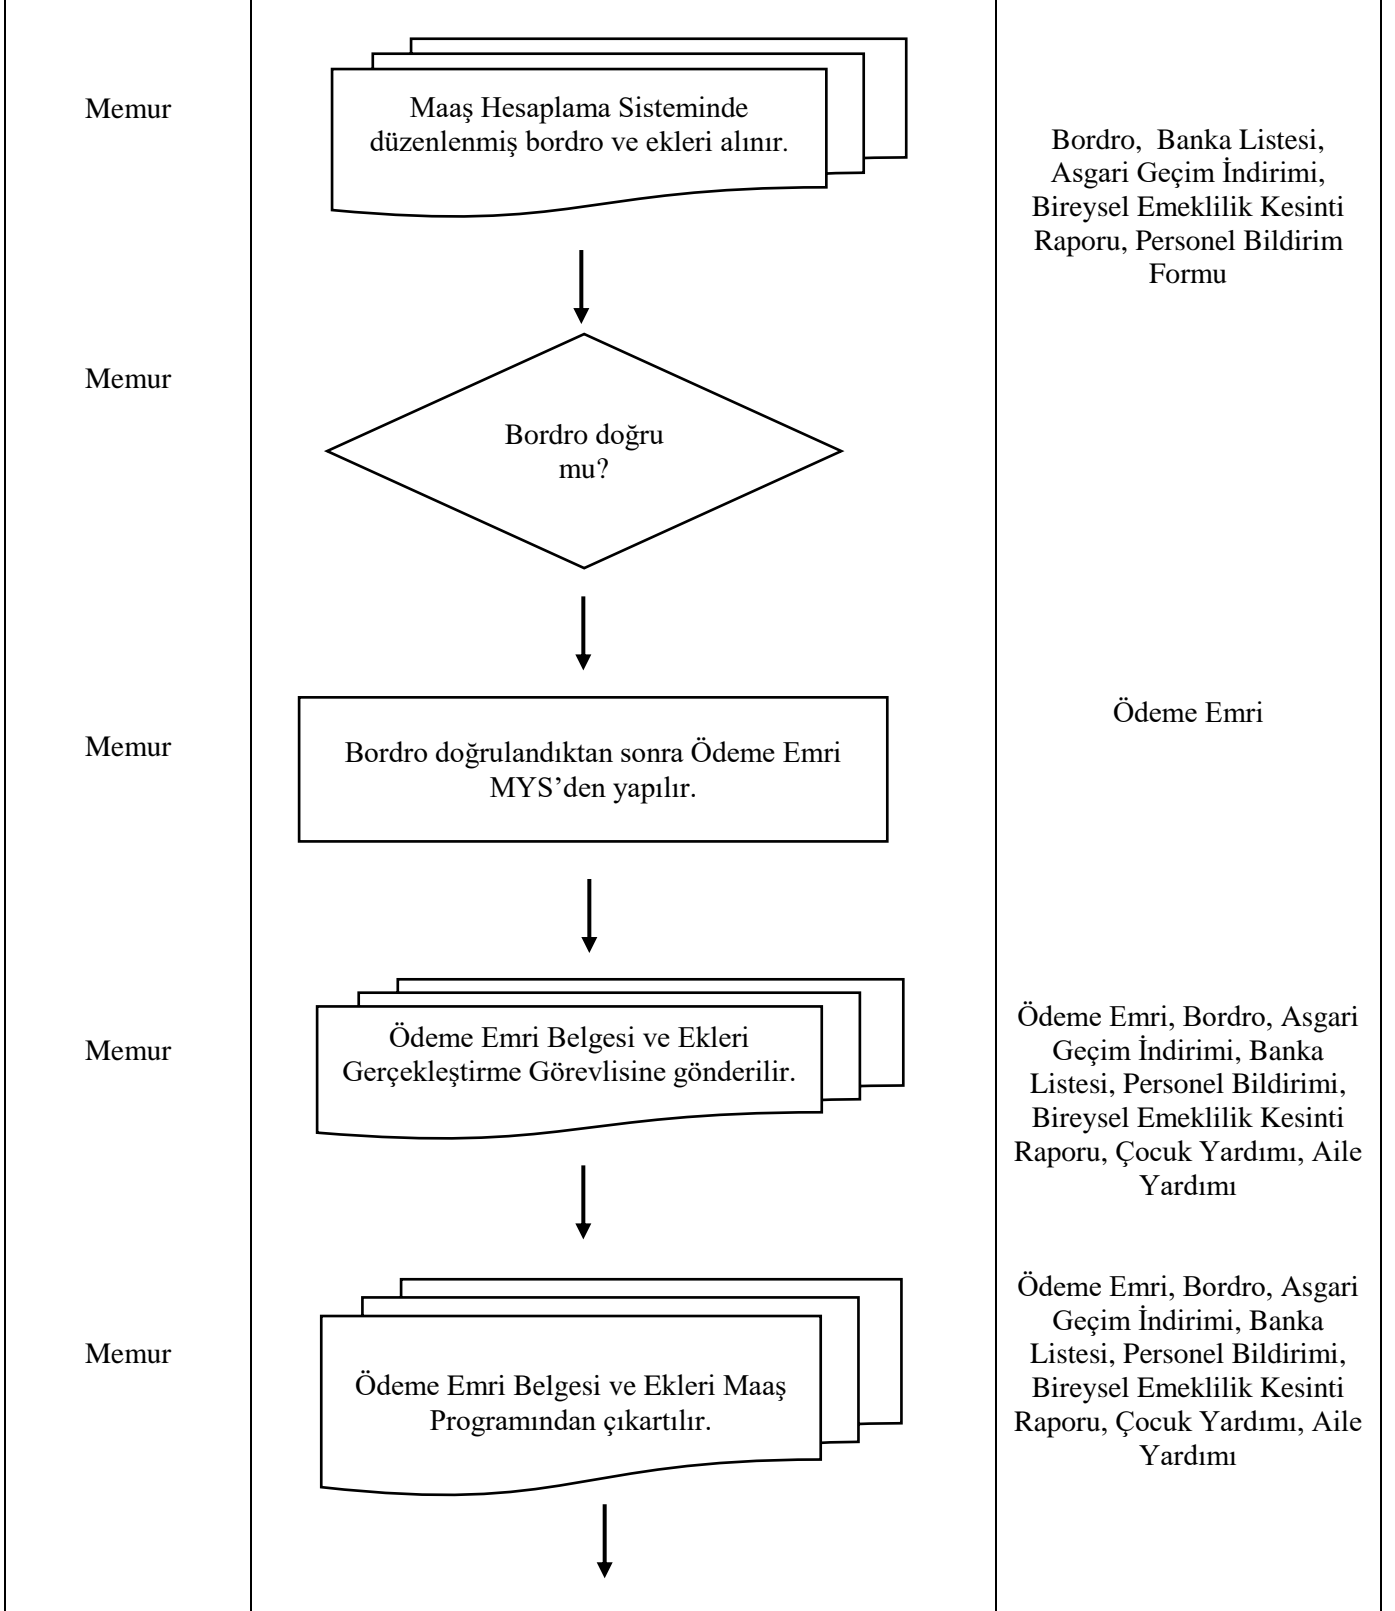 Memur
Maaş Hesaplama Sisteminde
düzenlenmiş bordro ve ekleri alınır.
Bordro, Banka Listesi,
Asgari Geçim İndirimi,
Bireysel Emeklilik Kesinti
Raporu, Personel Bildirim
Formu
Memur
Bordro doğru
mu?
Memur
Bordro doğrulandıktan sonra Ödeme Emri
MYS’den yapılır.
Ödeme Emri
Memur
Ödeme Emri Belgesi ve Ekleri
Gerçekleştirme Görevlisine gönderilir.
Ödeme Emri, Bordro, Asgari
Geçim İndirimi, Banka
Listesi, Personel Bildirimi,
Bireysel Emeklilik Kesinti
Raporu, Çocuk Yardımı, Aile
Yardımı
Memur
Ödeme Emri Belgesi ve Ekleri Maaş
Programından çıkartılır.
Ödeme Emri, Bordro, Asgari
Geçim İndirimi, Banka
Listesi, Personel Bildirimi,
Bireysel Emeklilik Kesinti
Raporu, Çocuk Yardımı, Aile
Yardımı